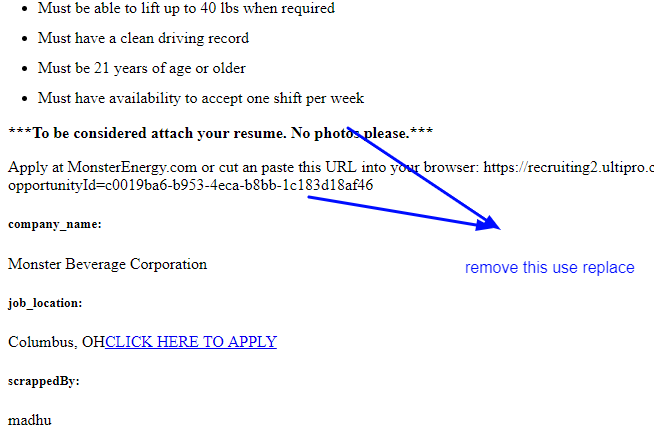 Must be able to lift up to 40 lbs when required
Must have a clean driving record
Must be 21 years of age or older
Must have availability to accept one shift per week
***To be considered attach your resume. No photos please.***
Apply at MonsterEnergy.com or cut an paste this URL into your browser: https://recruiting2.ultipro.c
opportunityId=c0019ba6-b953-4eca-b8bb-1c183d18af46
company_name:
Monster Beverage Corporation
remove this use replace
job_location:
Columbus, OHCLICK HERE TO APPLY
scrappedBy:
madhu